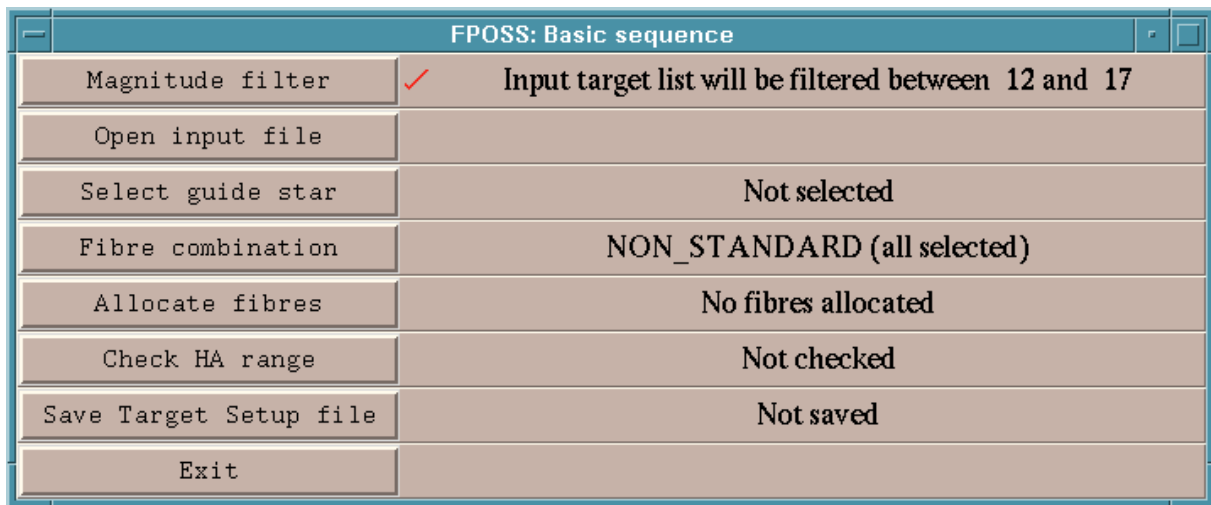 FPOSS: Basic sequence
Magnitude filter Input target list will be filtered between 12 and 17
Open input file
Select guide star Not selected
Fibre combination NON_STANDARD (all selected)
Allocate fibres No fibres allocated
Check HA range Not checked
Save Target Setup file Not saved
Exit